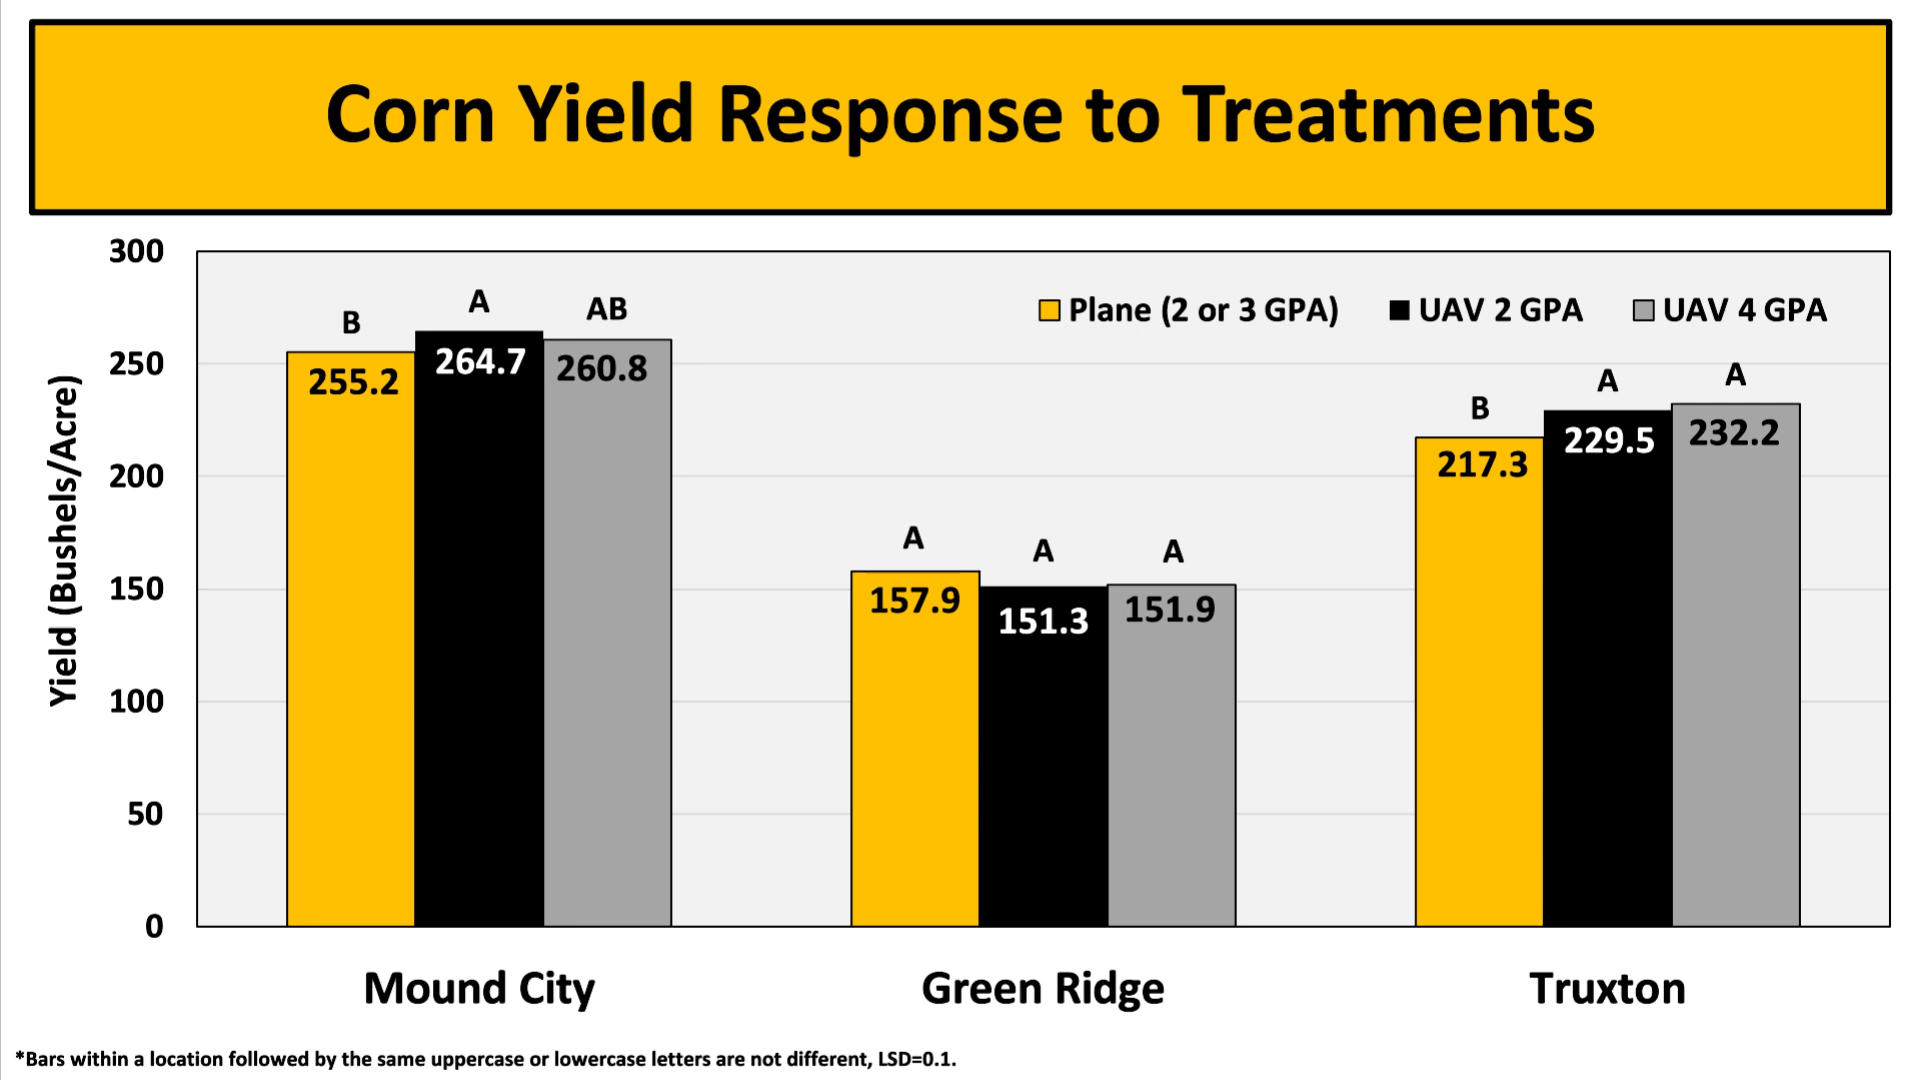 Corn Yield Response to Treatments
300
250
200
150
100
50
0
Yield (Bushels/Acre)
Plane (2 or 3 GPA) UAV 2 GPA UAV 4 GPA
B A AB
255.2 264.7 260.8
A A A
157.9 151.3 151.9
B A A
217.3 229.5 232.2
Mound City Green Ridge Truxton
*Bars within a location followed by the same uppercase or lowercase letters are not different, LSD=0.1.